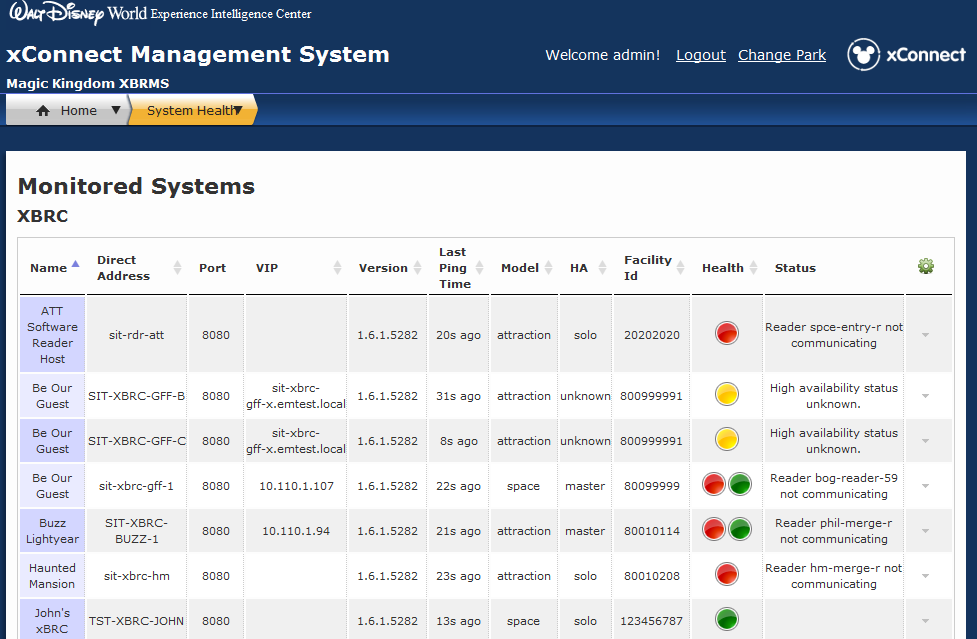 WALT DISNEY World Experience Intelligence Center
xConnect Management System
Welcome admin! Logout Change Park
xConnect
Magic Kingdom XBRMS
Home System Health
Monitored Systems
XBRC
Name Direct Address Port VIP Version Last Ping Time Model HA Facility Id Health Status
ATT Software Reader Host sit-rdr-att 8080 1.6.1.5282 20s ago attraction solo 20202020 Reader spce-entry-r not communicating
Be Our Guest SIT-XBRC-GFF-B 8080 sit-xbrc-gff-x.emtest.local 1.6.1.5282 31s ago attraction unknown 800999991 High availability status unknown.
Be Our Guest SIT-XBRC-GFF-C 8080 sit-xbrc-gff-x.emtest.local 1.6.1.5282 8s ago attraction unknown 800999991 High availability status unknown.
Be Our Guest sit-xbrc-gff-1 8080 10.110.1.107 1.6.1.5282 22s ago space master 80099999 Reader bog-reader-59 not communicating
Buzz Lightyear SIT-XBRC-BUZZ-1 8080 10.110.1.94 1.6.1.5282 21s ago attraction master 80010114 Reader phil-merge-r not communicating
Haunted Mansion sit-xbrc-hm 8080 1.6.1.5282 23s ago attraction solo 80010208 Reader hm-merge-r not communicating
John's xBRC TST-XBRC-JOHN 8080 1.6.1.5282 13s ago space solo 123456787